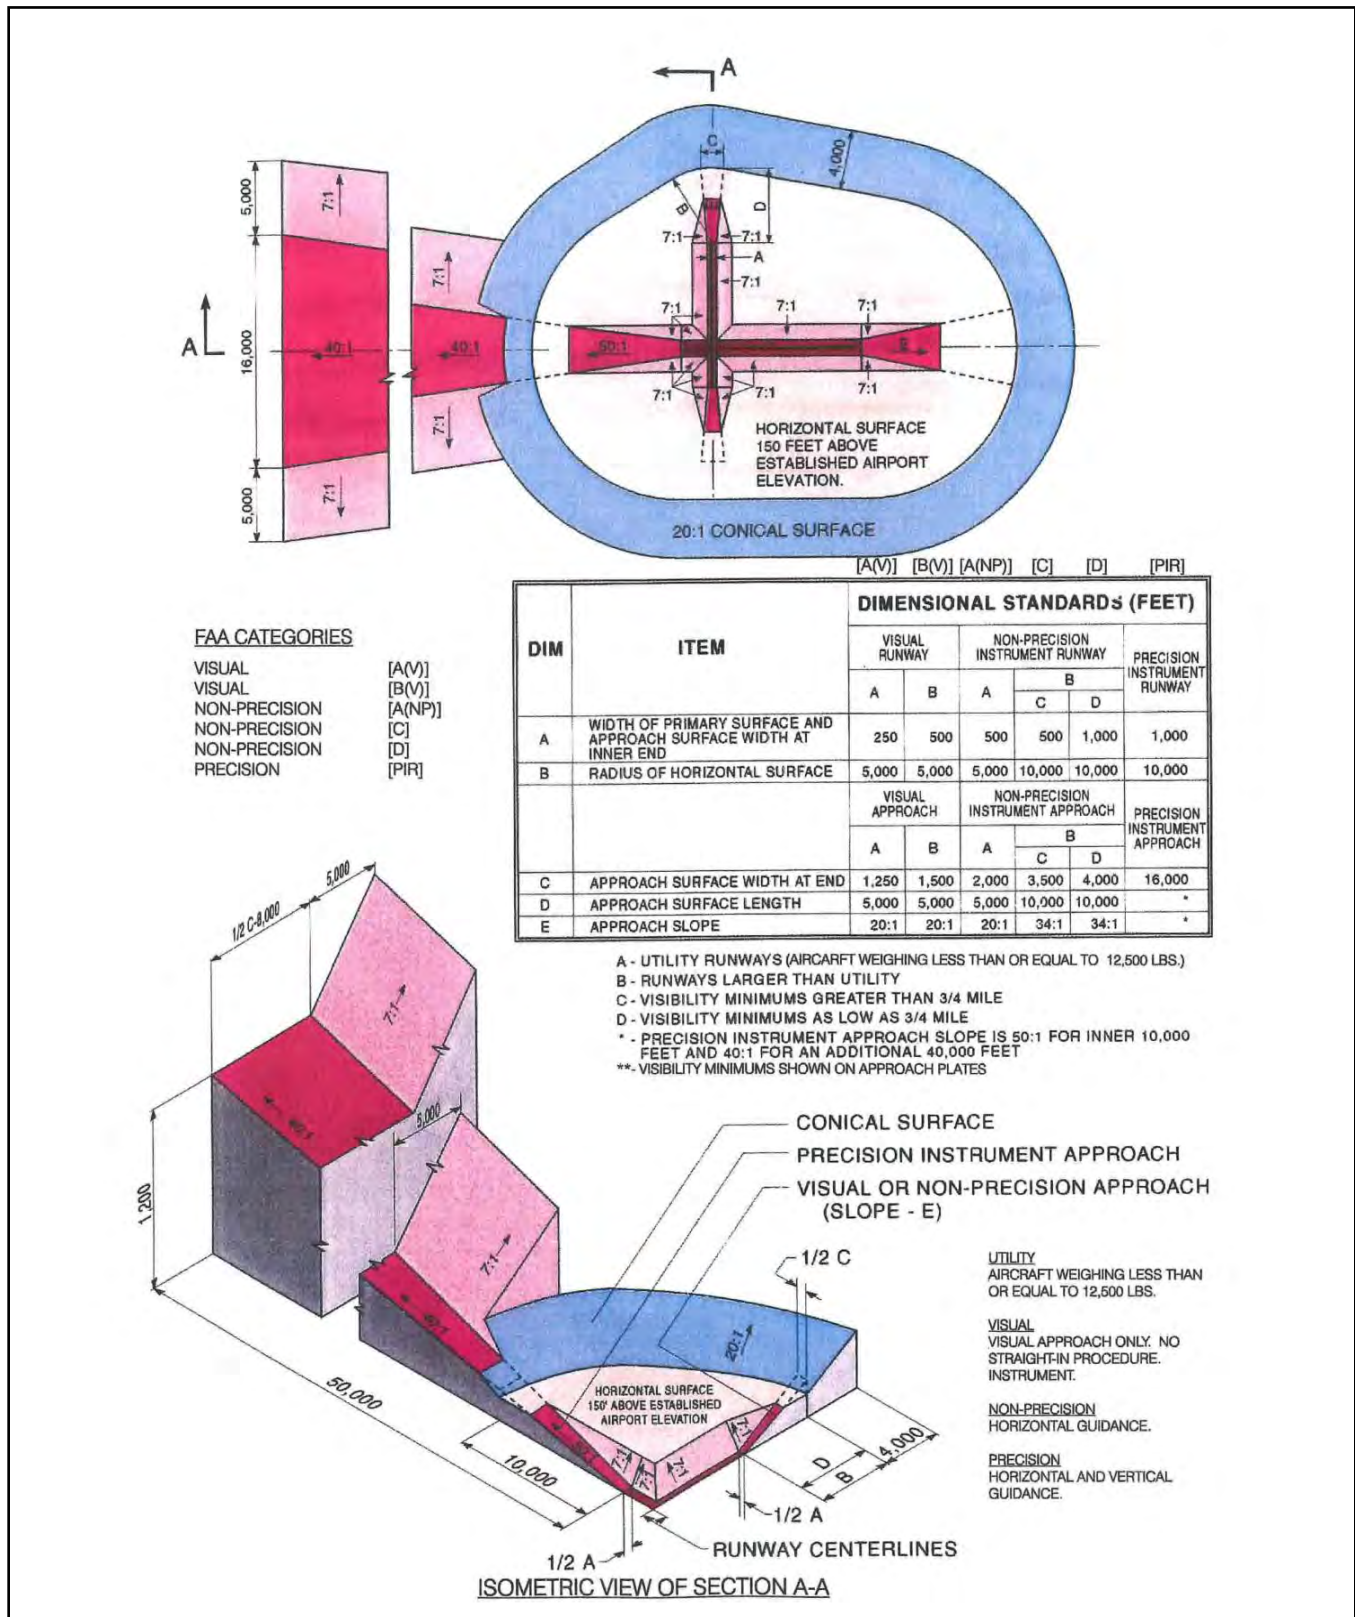 A
C
4,000
5,000
7:1
B
D
7:1
7:1
A
7:1
7:1
7:1
7:1
7:1
A
16,000
40:1
40:1
50:1
E
7:1
7:1
7:1
7:1
HORIZONTAL SURFACE
150 FEET ABOVE
ESTABLISHED AIRPORT
ELEVATION.
5,000
7:1
20:1 CONICAL SURFACE
[A(V)] [B(V)] [A(NP)] [C] [D] [PIR]
DIM ITEM DIMENSIONAL STANDARDS (FEET)
VISUAL RUNWAY NON-PRECISION INSTRUMENT RUNWAY PRECISION INSTRUMENT RUNWAY
A B A B
C D
A WIDTH OF PRIMARY SURFACE AND APPROACH SURFACE WIDTH AT INNER END 250 500 500 500 1,000 1,000
B RADIUS OF HORIZONTAL SURFACE 5,000 5,000 5,000 10,000 10,000 10,000
VISUAL APPROACH NON-PRECISION INSTRUMENT APPROACH PRECISION INSTRUMENT APPROACH
A B A B
C D
C APPROACH SURFACE WIDTH AT END 1,250 1,500 2,000 3,500 4,000 16,000
D APPROACH SURFACE LENGTH 5,000 5,000 5,000 10,000 10,000 *
E APPROACH SLOPE 20:1 20:1 20:1 34:1 34:1 *
FAA CATEGORIES
VISUAL [A(V)]
VISUAL [B(V)]
NON-PRECISION [A(NP)]
NON-PRECISION [C]
NON-PRECISION [D]
PRECISION [PIR]
A - UTILITY RUNWAYS (AIRCARFT WEIGHING LESS THAN OR EQUAL TO 12,500 LBS.)
B - RUNWAYS LARGER THAN UTILITY
C - VISIBILITY MINIMUMS GREATER THAN 3/4 MILE
D - VISIBILITY MINIMUMS AS LOW AS 3/4 MILE
* - PRECISION INSTRUMENT APPROACH SLOPE IS 50:1 FOR INNER 10,000
FEET AND 40:1 FOR AN ADDITIONAL 40,000 FEET
**- VISIBILITY MINIMUMS SHOWN ON APPROACH PLATES
5,000
1/2 C-8,000
7:1
40:1
5,000
1,200
7:1
40:1
CONICAL SURFACE
PRECISION INSTRUMENT APPROACH
VISUAL OR NON-PRECISION APPROACH
(SLOPE - E)
1/2 C
20:1
HORIZONTAL SURFACE
150' ABOVE ESTABLISHED
AIRPORT ELEVATION
50:1
7:1
7:1
7:1
7:1
50,000
10,000
D
B
4,000
1/2 A
RUNWAY CENTERLINES
1/2 A
ISOMETRIC VIEW OF SECTION A-A
UTILITY
AIRCRAFT WEIGHING LESS THAN
OR EQUAL TO 12,500 LBS.
VISUAL
VISUAL APPROACH ONLY. NO
STRAIGHT-IN PROCEDURE.
INSTRUMENT.
NON-PRECISION
HORIZONTAL GUIDANCE.
PRECISION
HORIZONTAL AND VERTICAL
GUIDANCE.